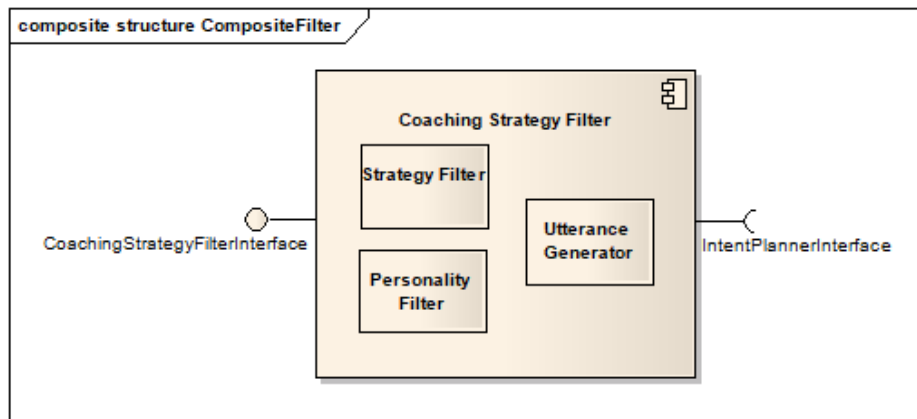 composite structure CompositeFilter
Coaching Strategy Filter
Strategy Filter
Utterance
Generator
CoachingStrategyFilterInterface
IntentPlannerInterface
Personality
Filter